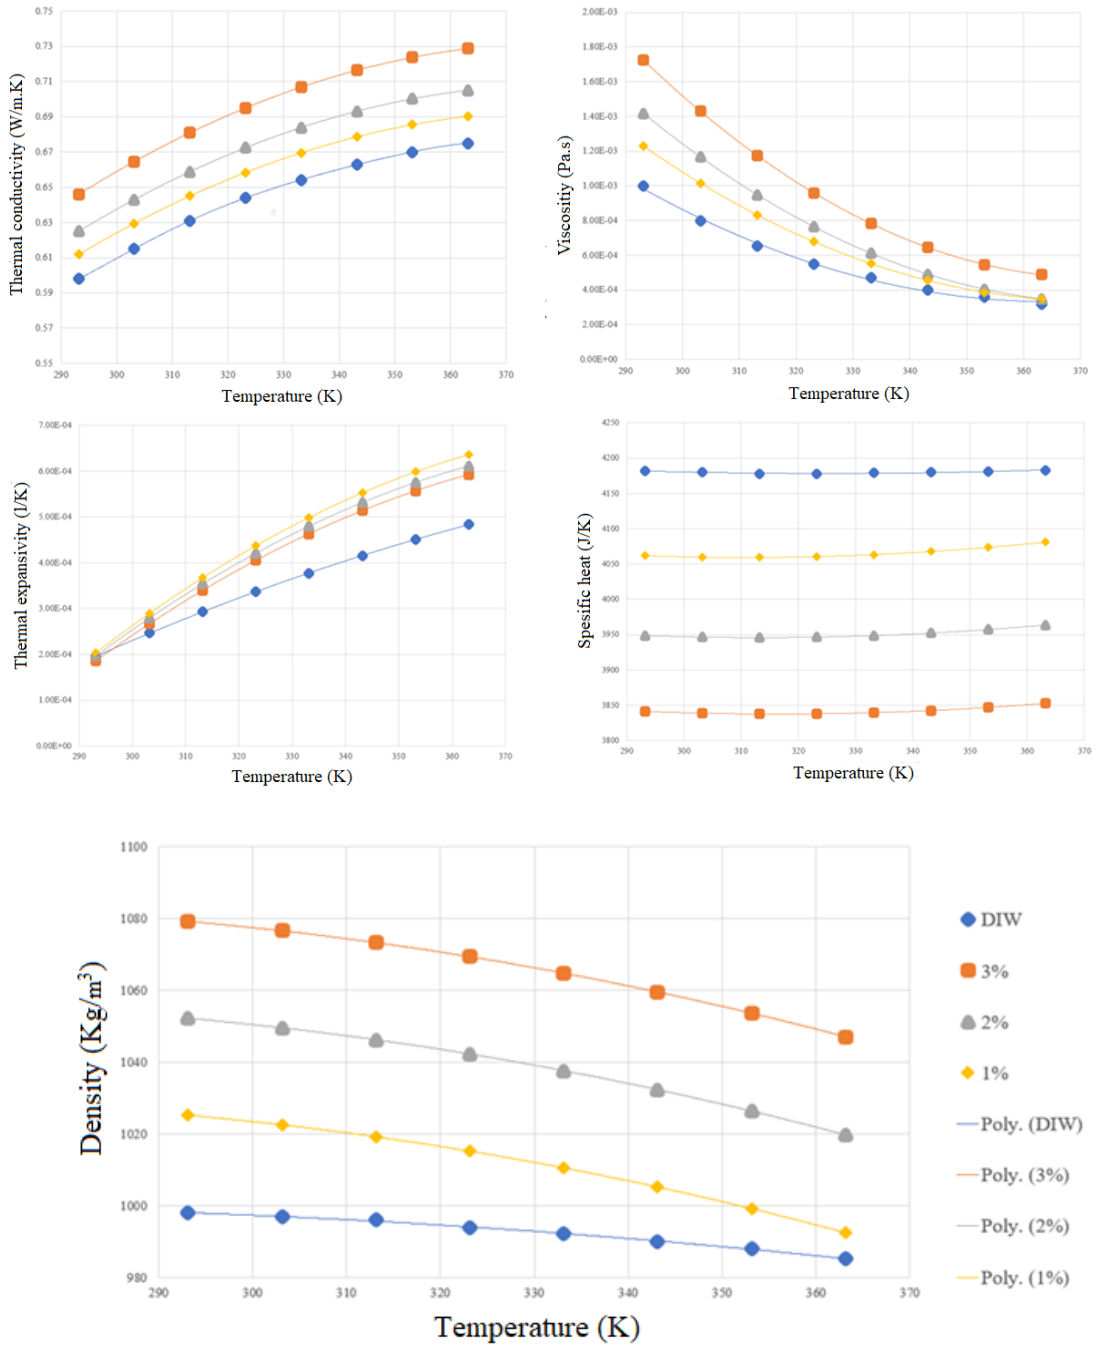 0.75
0.73
0.71
0.69
0.67
0.65
0.63
0.61
0.59
0.57
0.55
Thermal conductivity (W/m.K)
290 300 310 320 330 340 350 360 370
Temperature (K)
2.00E-03
1.80E-03
1.60E-03
1.40E-03
1.20E-03
1.00E-03
8.00E-04
6.00E-04
4.00E-04
2.00E-04
0.00E+00
Viscositiy (Pa.s)
290 300 310 320 330 340 350 360 370
Temperature (K)
7.00E-04
6.00E-04
5.00E-04
4.00E-04
3.00E-04
2.00E-04
1.00E-04
0.00E+00
Thermal expansivity (1/K)
290 300 310 320 330 340 350 360 370
Temperature (K)
4250
4200
4150
4100
4050
4000
3950
3900
3850
3800
Spesific heat (J/K)
290 300 310 320 330 340 350 360 370
Temperature (K)
1100
1080
1060
1040
1020
1000
980
Density (Kg/m³)
290 300 310 320 330 340 350 360 370
Temperature (K)
DIW
3%
2%
1%
Poly. (DIW)
Poly. (3%)
Poly. (2%)
Poly. (1%)